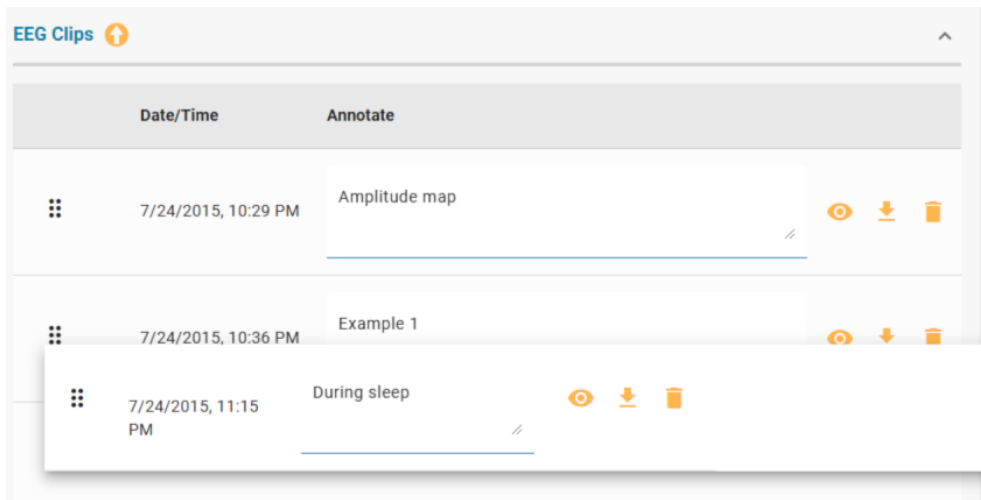 EEG Clips
Date/Time Annotate
7/24/2015, 10:29 PM Amplitude map
7/24/2015, 10:36 PM Example 1
7/24/2015, 11:15 During sleep
PM